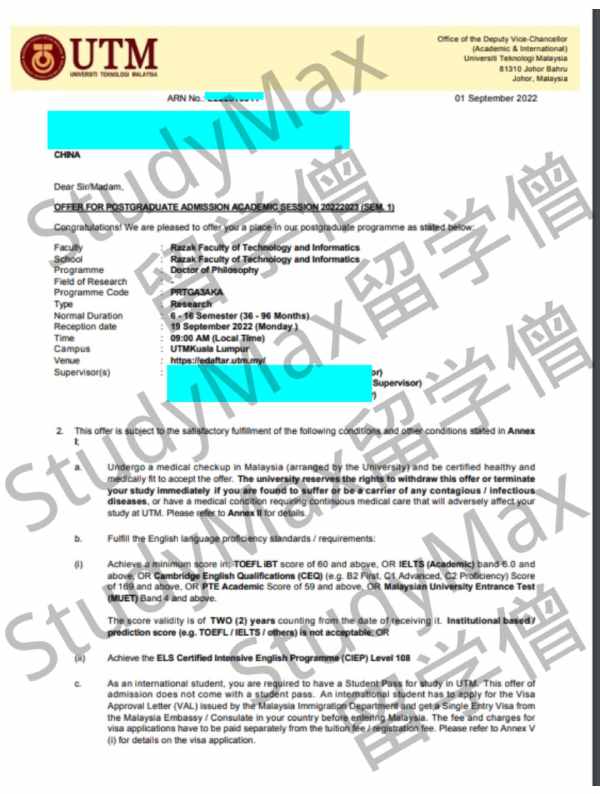 UTM
UNIVERSITI TEKNOLOGI MALAYSIA
Office of the Deputy Vice-Chancellor
(Academic & International)
Universiti Teknologi Malaysia
81310 Johor Bahru
Johor, Malaysia
ARN No.:
01 September 2022
CHINA
Dear Sir/Madam,
OFFER FOR POSTGRADUATE ADMISSION ACADEMIC SESSION 20222023 (SEM. 1)
Congratulations! We are pleased to offer you a place in our postgraduate programme as stated below:
Faculty : Razak Faculty of Technology and Informatics
School : Razak Faculty of Technology and Informatics
Programme : Doctor of Philosophy
Field of Research : -
Programme Code : PRTGA3AKA
Type : Research
Normal Duration : 6 - 16 Semester (36 - 96 Months)
Reception date : 19 September 2022 (Monday )
Time : 09:00 AM (Local Time)
Campus : UTMKuala Lumpur
Venue : https://edaftar.utm.my/
Supervisor(s) :
or)
Supervisor)
)
2. This offer is subject to the satisfactory fulfillment of the following conditions and other conditions stated in Annex
I;
a. Undergo a medical checkup in Malaysia (arranged by the University) and be certified healthy and
medically fit to accept the offer. The university reserves the rights to withdraw this offer or terminate
your study immediately if you are found to suffer or be a carrier of any contagious / infectious
diseases, or have a medical condition requiring continuous medical care that will adversely affect your
study at UTM. Please refer to Annex II for details.
b. Fulfill the English language proficiency standards / requirements:
(i) Achieve a minimum score in: TOEFL iBT score of 60 and above, OR IELTS (Academic) band 6.0 and
above, OR Cambridge English Qualifications (CEQ) (e.g. B2 First, C1 Advanced, C2 Proficiency) Score
of 169 and above, OR PTE Academic Score of 59 and above, OR Malaysian University Entrance Test
(MUET) Band 4 and above.
The score validity is of TWO (2) years counting from the date of receiving it. Institutional based /
prediction score (e.g. TOEFL / IELTS / others) is not acceptable; OR
(ii) Achieve the ELS Certified Intensive English Programme (CIEP) Level 108
c. As an international student, you are required to have a Student Pass for study in UTM. This offer of
admission does not come with a student pass. An international student has to apply for the Visa
Approval Letter (VAL) issued by the Malaysia Immigration Department and get a Single Entry Visa from
the Malaysia Embassy / Consulate in your country before entering Malaysia. The fee and charges for
visa applications have to be paid separately from the tuition fee / registration fee. Please refer to Annex V
(i) for details on the visa application.
StudyMax留学僧
StudyMax留学僧
StudyMax留学僧